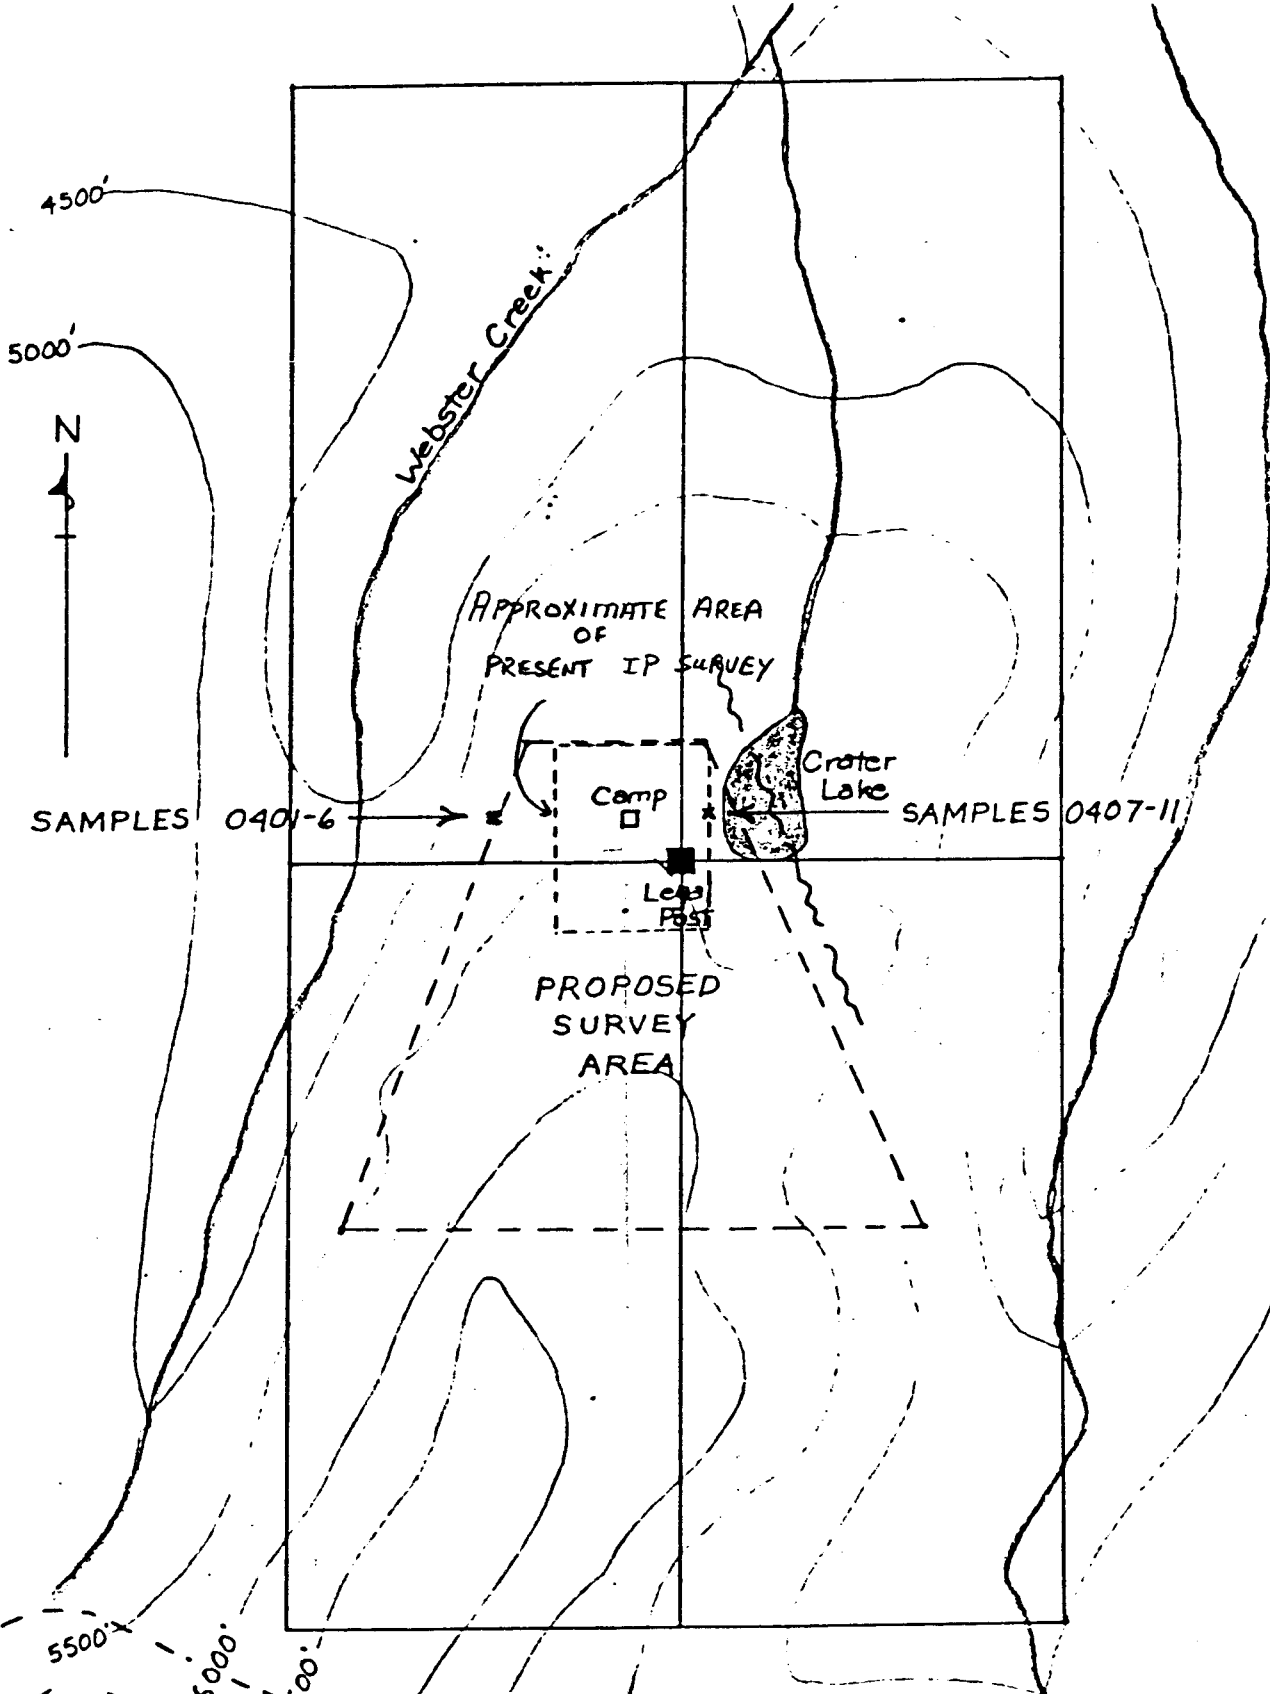 4500'
5000'
N
Webster Creek
APPROXIMATE AREA
OF
PRESENT IP SURVEY
Crater
Lake
Camp
SAMPLES 0401-6
SAMPLES 0407-11
Post
PROPOSED
SURVEY
AREA
5500'